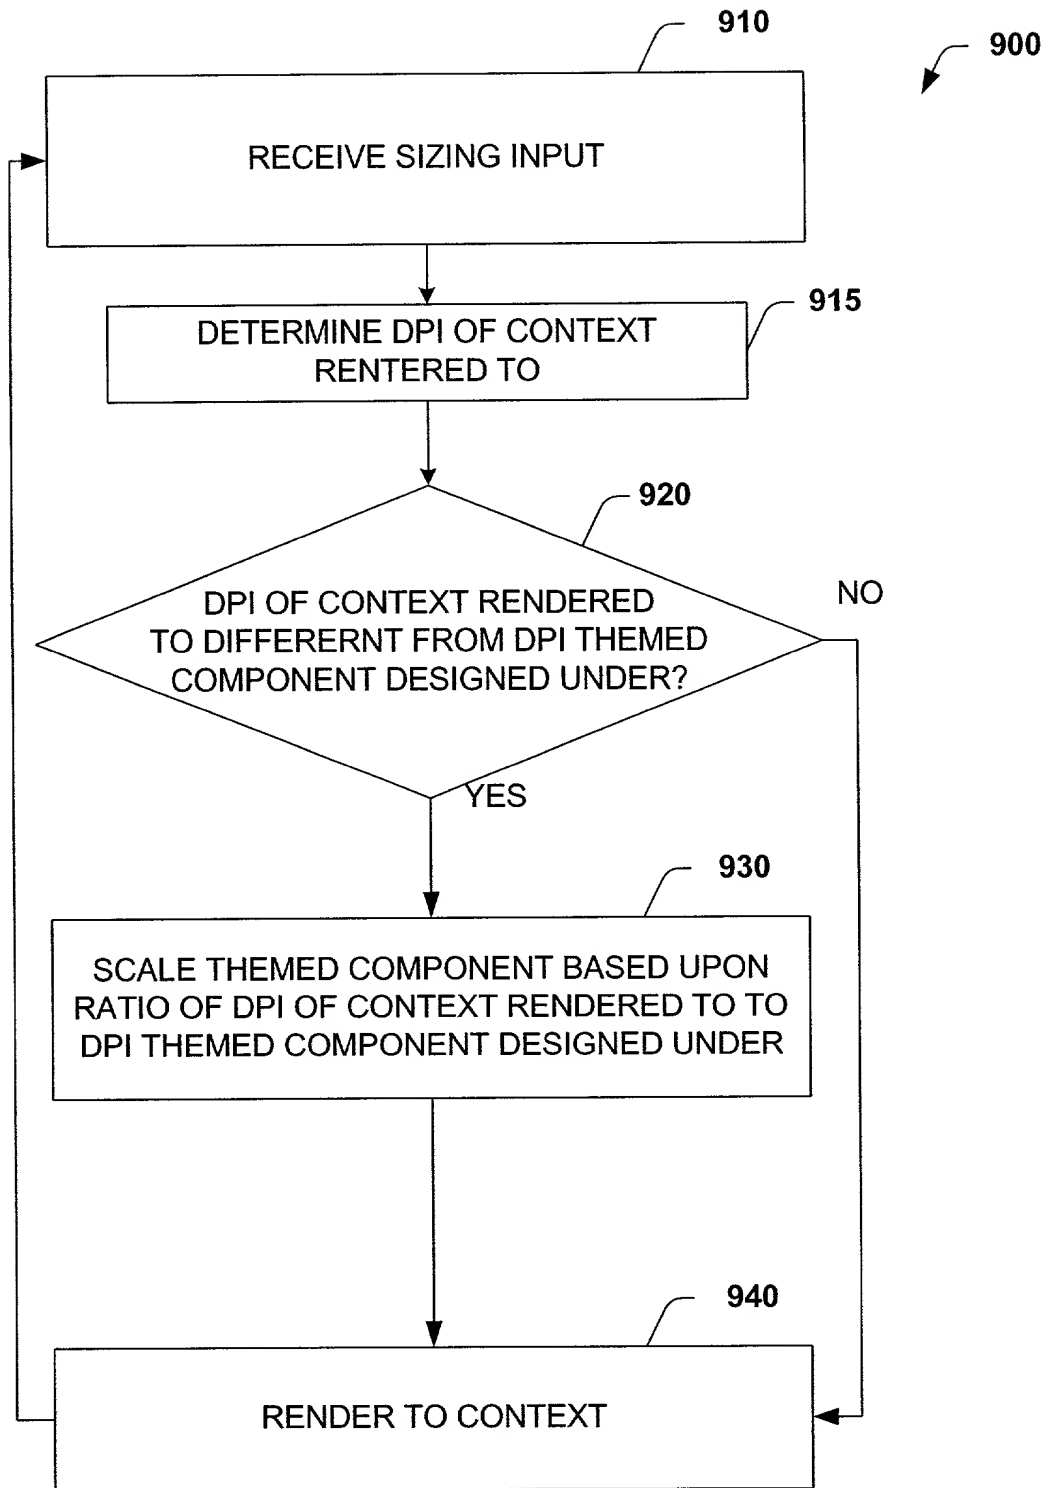 910
900
RECEIVE SIZING INPUT
915
DETERMINE DPI OF CONTEXT
RENTERED TO
920
NO
DPI OF CONTEXT RENDERED
TO DIFFERERNT FROM DPI THEMED
COMPONENT DESIGNED UNDER?
YES
930
SCALE THEMED COMPONENT BASED UPON
RATIO OF DPI OF CONTEXT RENDERED TO TO
DPI THEMED COMPONENT DESIGNED UNDER
940
RENDER TO CONTEXT